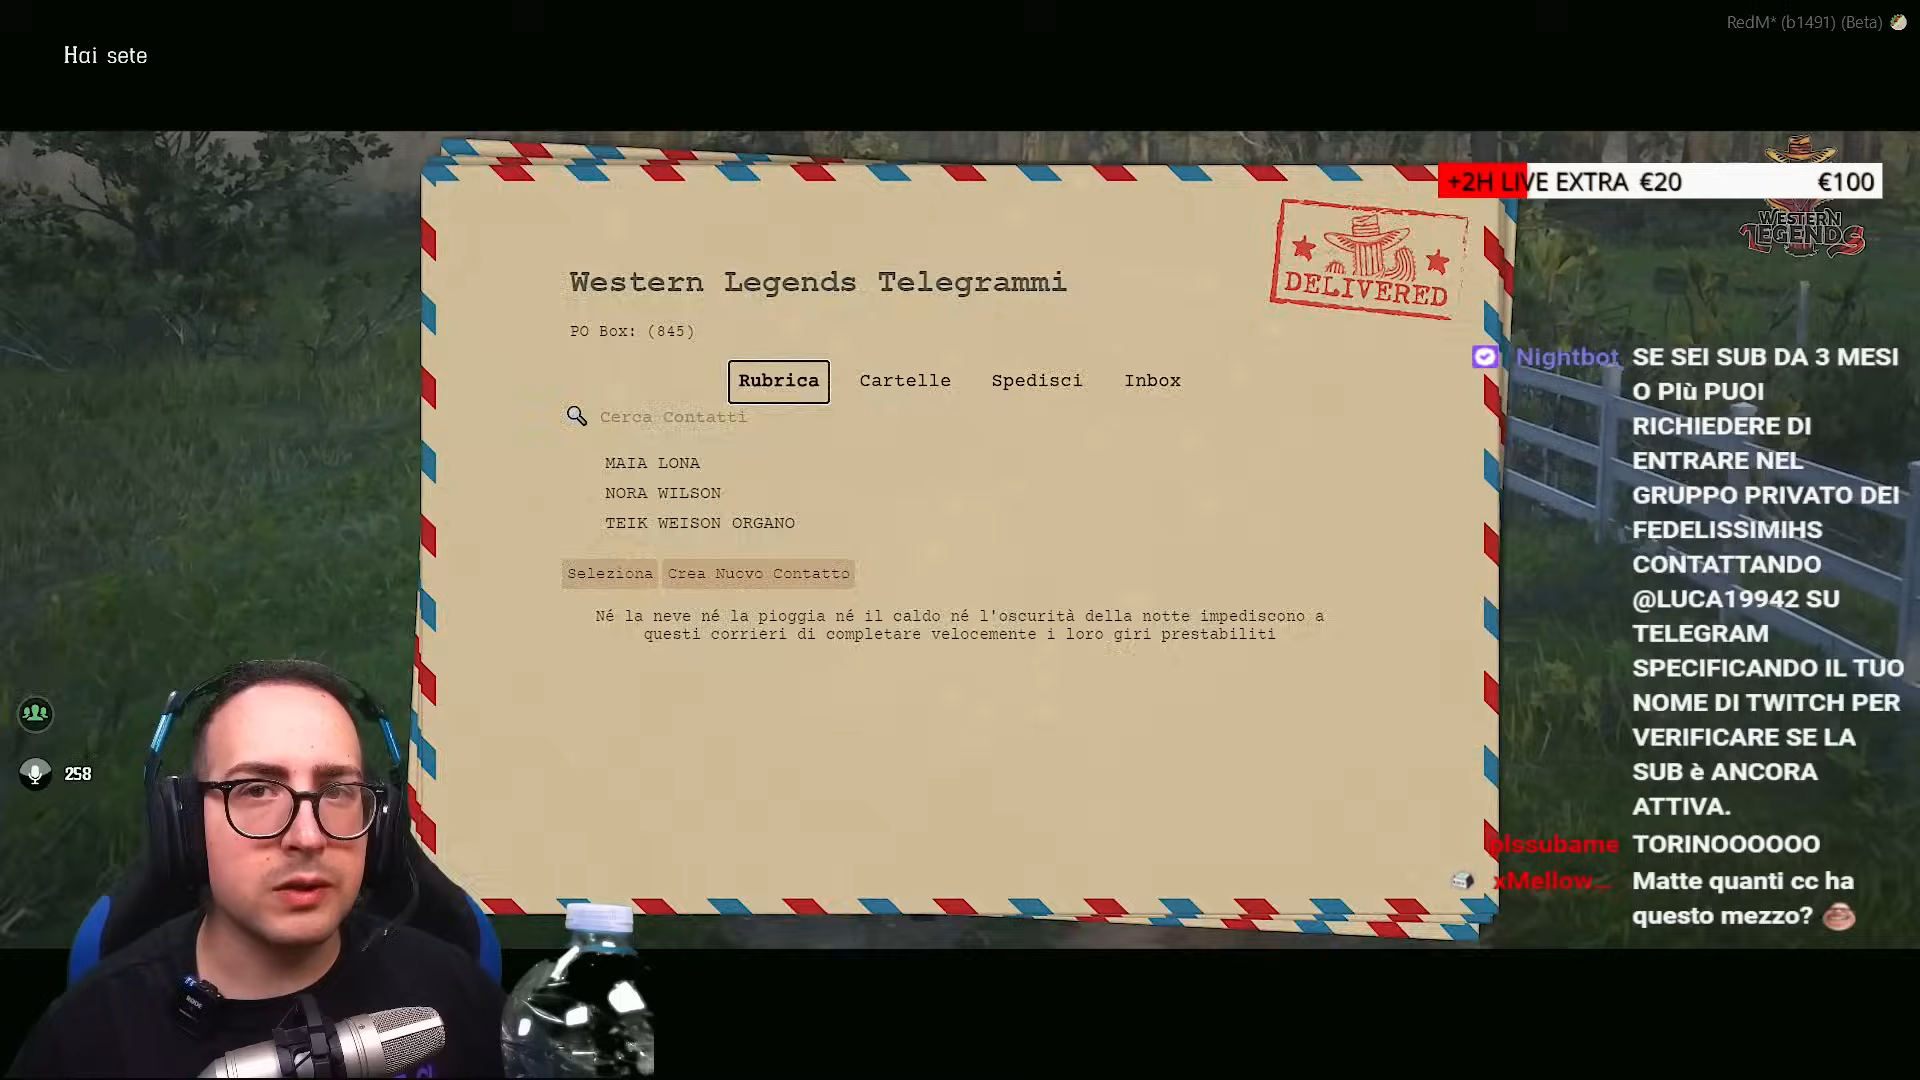 RedM* (b1491) (Beta)
Hai sete
+2H LIVE EXTRA €20 €100
WESTERN
LEGENDS
DELIVERED
Western Legends Telegrammi
PO Box: (845)
Rubrica Cartelle Spedisci Inbox
Cerca Contatti
MAIA LONA
NORA WILSON
TEIK WEISON ORGANO
Seleziona Crea Nuovo Contatto
Né la neve né la pioggia né il caldo né l'oscurità della notte impediscono a
questi corrieri di completare velocemente i loro giri prestabiliti
258
RODE
Nightbot SE SEI SUB DA 3 MESI
O PIù PUOI
RICHIEDERE DI
ENTRARE NEL
GRUPPO PRIVATO DEI
FEDELISSIMIHS
CONTATTANDO
@LUCA19942 SU
TELEGRAM
SPECIFICANDO IL TUO
NOME DI TWITCH PER
VERIFICARE SE LA
SUB è ANCORA
ATTIVA.
plssubame TORINOOOOOO
xMellow... Matte quanti cc ha
questo mezzo?